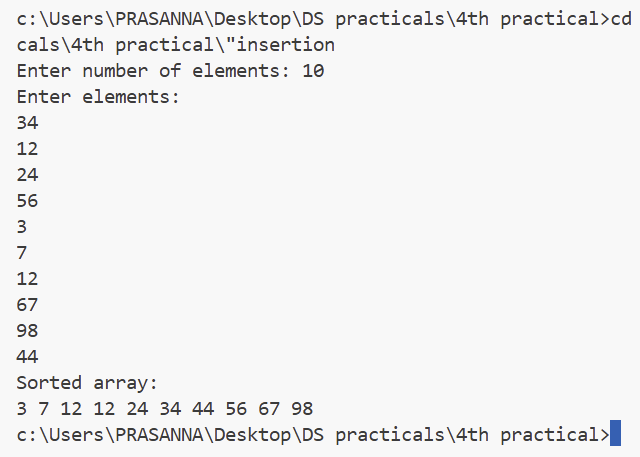 c:\Users\PRASANNA\Desktop\DS practicals\4th practical>cd
cals\4th practical\"insertion
Enter number of elements: 10
Enter elements:
34
12
24
56
3
7
12
67
98
44
Sorted array:
3 7 12 12 24 34 44 56 67 98
c:\Users\PRASANNA\Desktop\DS practicals\4th practical>